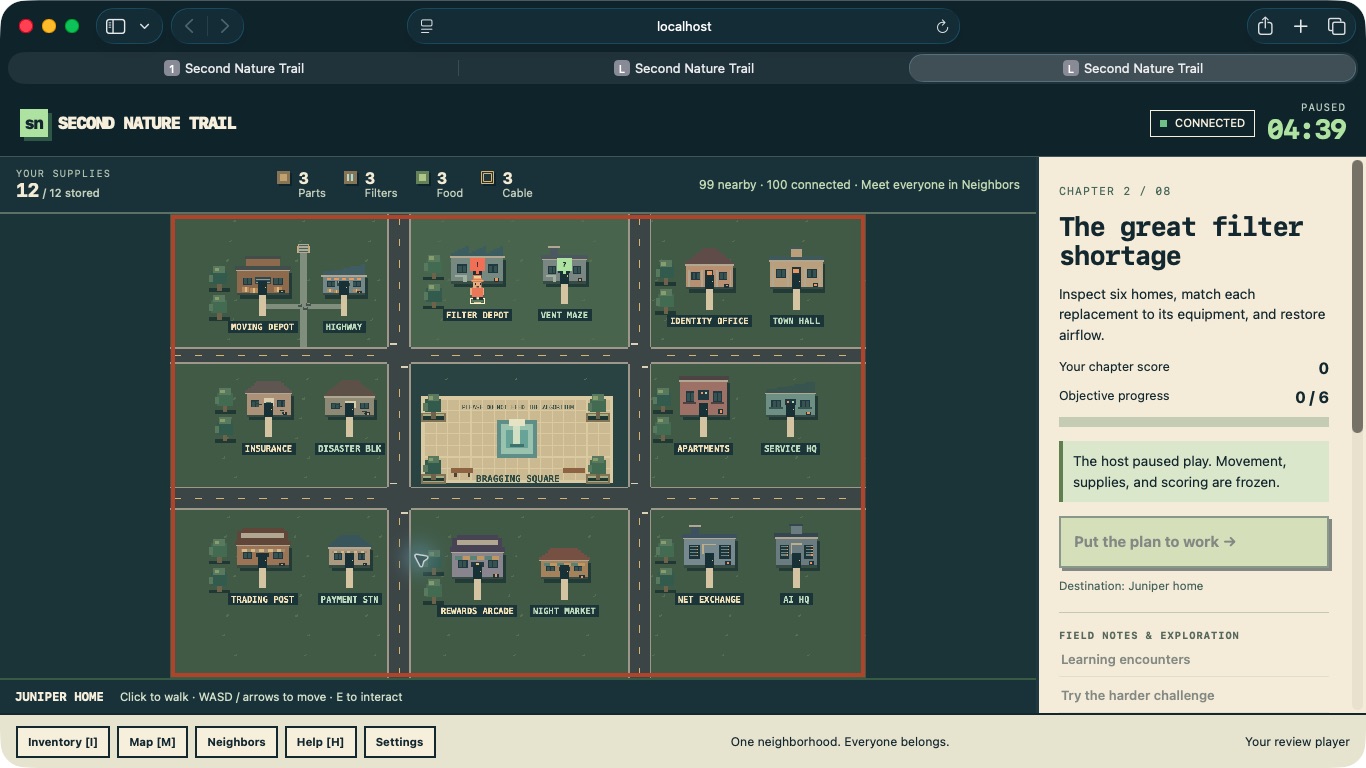 localhost
1 Second Nature Trail
L Second Nature Trail
L Second Nature Trail
sn SECOND NATURE TRAIL
CONNECTED
PAUSED
04:39
YOUR SUPPLIES
12 / 12 stored
3 Parts
3 Filters
3 Food
3 Cable
99 nearby · 100 connected · Meet everyone in Neighbors
!
?
MOVING DEPOT
HIGHWAY
FILTER DEPOT
VENT MAZE
IDENTITY OFFICE
TOWN HALL
INSURANCE
DISASTER BLK
BRAGGING SQUARE
APARTMENTS
SERVICE HQ
TRADING POST
PAYMENT STN
REWARDS ARCADE
NIGHT MARKET
NET EXCHANGE
AI HQ
CHAPTER 2 / 08
The great filter
shortage
Inspect six homes, match each
replacement to its equipment, and restore
airflow.
Your chapter score 0
Objective progress 0 / 6
The host paused play. Movement,
supplies, and scoring are frozen.
Put the plan to work →
Destination: Juniper home
FIELD NOTES & EXPLORATION
Learning encounters
Try the harder challenge
JUNIPER HOME Click to walk · WASD / arrows to move · E to interact
Inventory [I]
Map [M]
Neighbors
Help [H]
Settings
One neighborhood. Everyone belongs.
Your review player